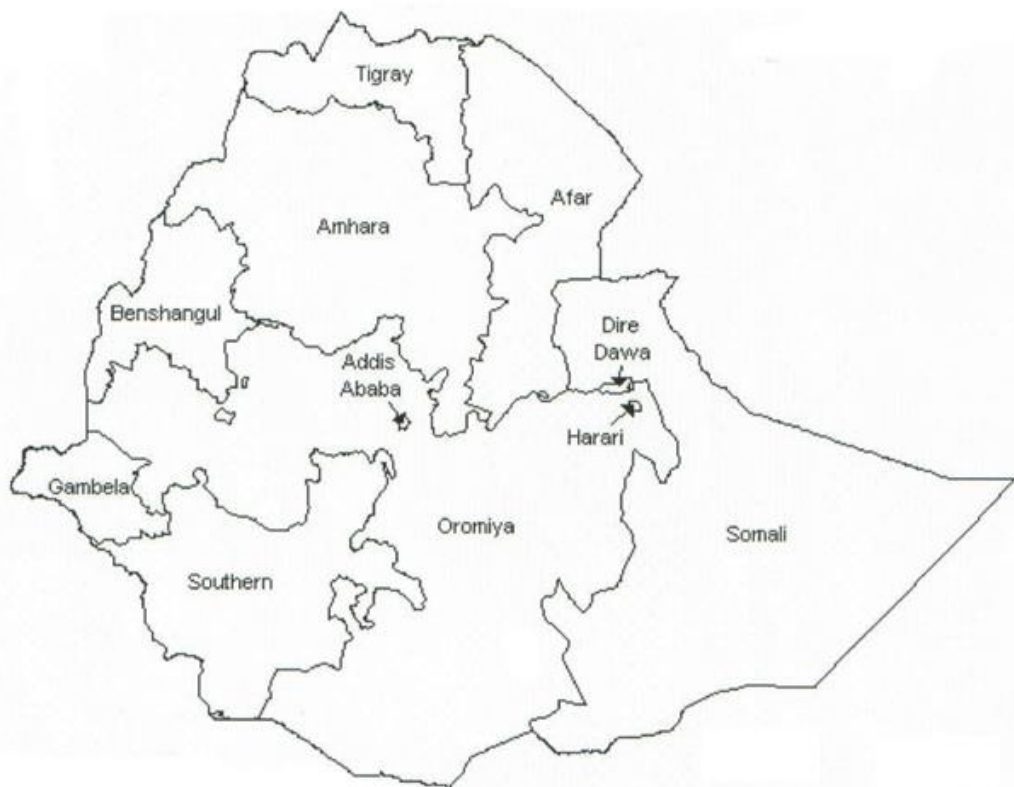 Tigray
Afar
Amhara
Benshangul
Dire
Dawa
Addis
Ababa
Harari
Gambela
Oromiya
Somali
Southern